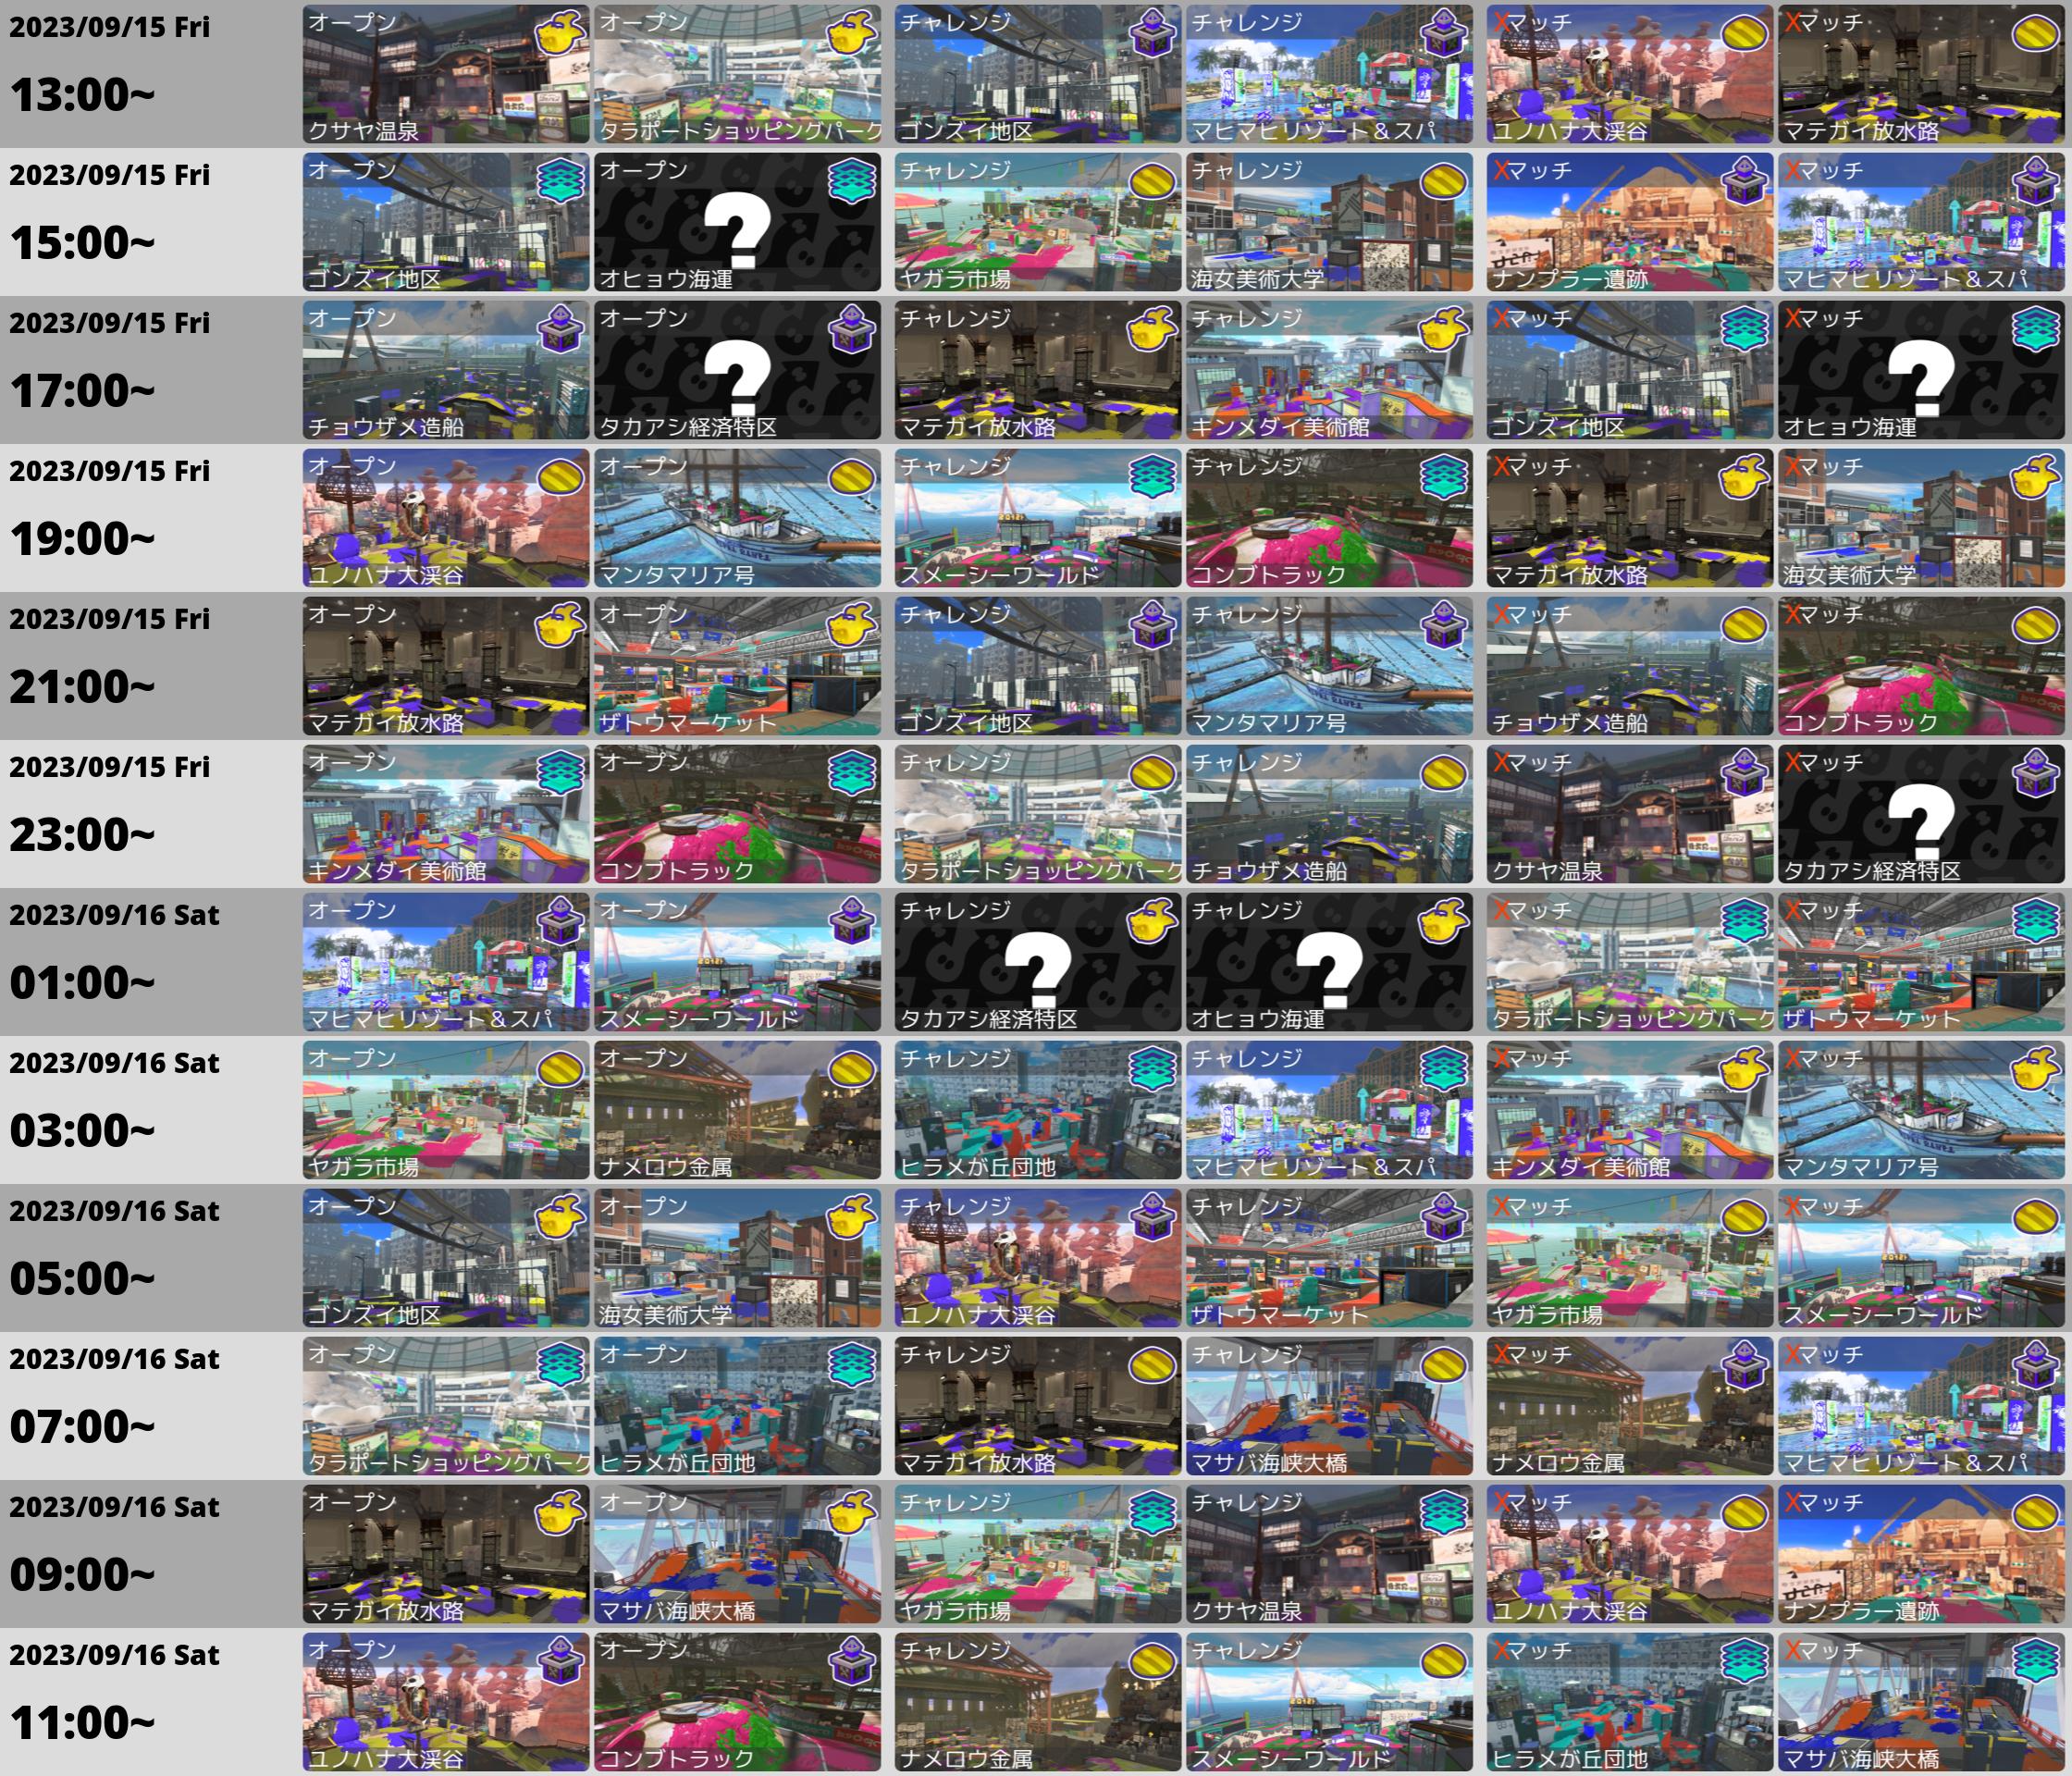 2023/09/15 Fri
13:00~
オープン
クサヤ温泉
オープン
タラポートショッピングパーク
チャレンジ
ゴンズイ地区
チャレンジ
マヒマヒリゾート＆スパ
Xマッチ
ユノハナ大渓谷
Xマッチ
マテガイ放水路
2023/09/15 Fri
15:00~
オープン
ゴンズイ地区
オープン
?
オヒョウ海運
チャレンジ
ヤガラ市場
チャレンジ
海女美術大学
Xマッチ
ナンプラー遺跡
Xマッチ
マヒマヒリゾート＆スパ
2023/09/15 Fri
17:00~
オープン
チョウザメ造船
オープン
?
タカアシ経済特区
チャレンジ
マテガイ放水路
チャレンジ
キンメダイ美術館
Xマッチ
ゴンズイ地区
Xマッチ
?
オヒョウ海運
2023/09/15 Fri
19:00~
オープン
ユノハナ大渓谷
オープン
マンタマリア号
チャレンジ
スメーシーワールド
チャレンジ
コンブトラック
Xマッチ
マテガイ放水路
Xマッチ
海女美術大学
2023/09/15 Fri
21:00~
オープン
マテガイ放水路
オープン
ザトウマーケット
チャレンジ
ゴンズイ地区
チャレンジ
マンタマリア号
Xマッチ
チョウザメ造船
Xマッチ
コンブトラック
2023/09/15 Fri
23:00~
オープン
キンメダイ美術館
オープン
コンブトラック
チャレンジ
タラポートショッピングパーク
チャレンジ
チョウザメ造船
Xマッチ
クサヤ温泉
Xマッチ
?
タカアシ経済特区
2023/09/16 Sat
01:00~
オープン
マヒマヒリゾート＆スパ
オープン
スメーシーワールド
チャレンジ
?
タカアシ経済特区
チャレンジ
?
オヒョウ海運
Xマッチ
タラポートショッピングパーク
Xマッチ
ザトウマーケット
2023/09/16 Sat
03:00~
オープン
ヤガラ市場
オープン
ナメロウ金属
チャレンジ
ヒラメが丘団地
チャレンジ
マヒマヒリゾート＆スパ
Xマッチ
キンメダイ美術館
Xマッチ
マンタマリア号
2023/09/16 Sat
05:00~
オープン
ゴンズイ地区
オープン
海女美術大学
チャレンジ
ユノハナ大渓谷
チャレンジ
ザトウマーケット
Xマッチ
ヤガラ市場
Xマッチ
スメーシーワールド
2023/09/16 Sat
07:00~
オープン
タラポートショッピングパーク
オープン
ヒラメが丘団地
チャレンジ
マテガイ放水路
チャレンジ
マサバ海峡大橋
Xマッチ
ナメロウ金属
Xマッチ
マヒマヒリゾート＆スパ
2023/09/16 Sat
09:00~
オープン
マテガイ放水路
オープン
マサバ海峡大橋
チャレンジ
ヤガラ市場
チャレンジ
クサヤ温泉
Xマッチ
ユノハナ大渓谷
Xマッチ
ナンプラー遺跡
2023/09/16 Sat
11:00~
オープン
ユノハナ大渓谷
オープン
コンブトラック
チャレンジ
ナメロウ金属
チャレンジ
スメーシーワールド
Xマッチ
ヒラメが丘団地
Xマッチ
マサバ海峡大橋